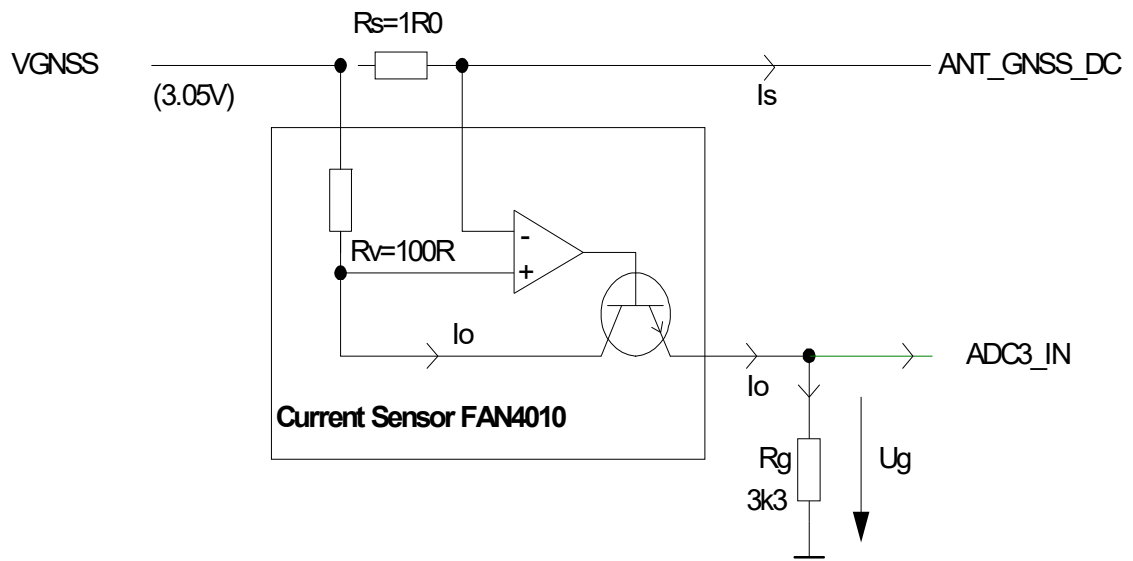 Rs=1R0
VGNSS
ANT_GNSS_DC
(3.05V)
Is
-
Rv=100R
+
Io
ADC3_IN
Io
Current Sensor FAN4010
Rg
Ug
3k3